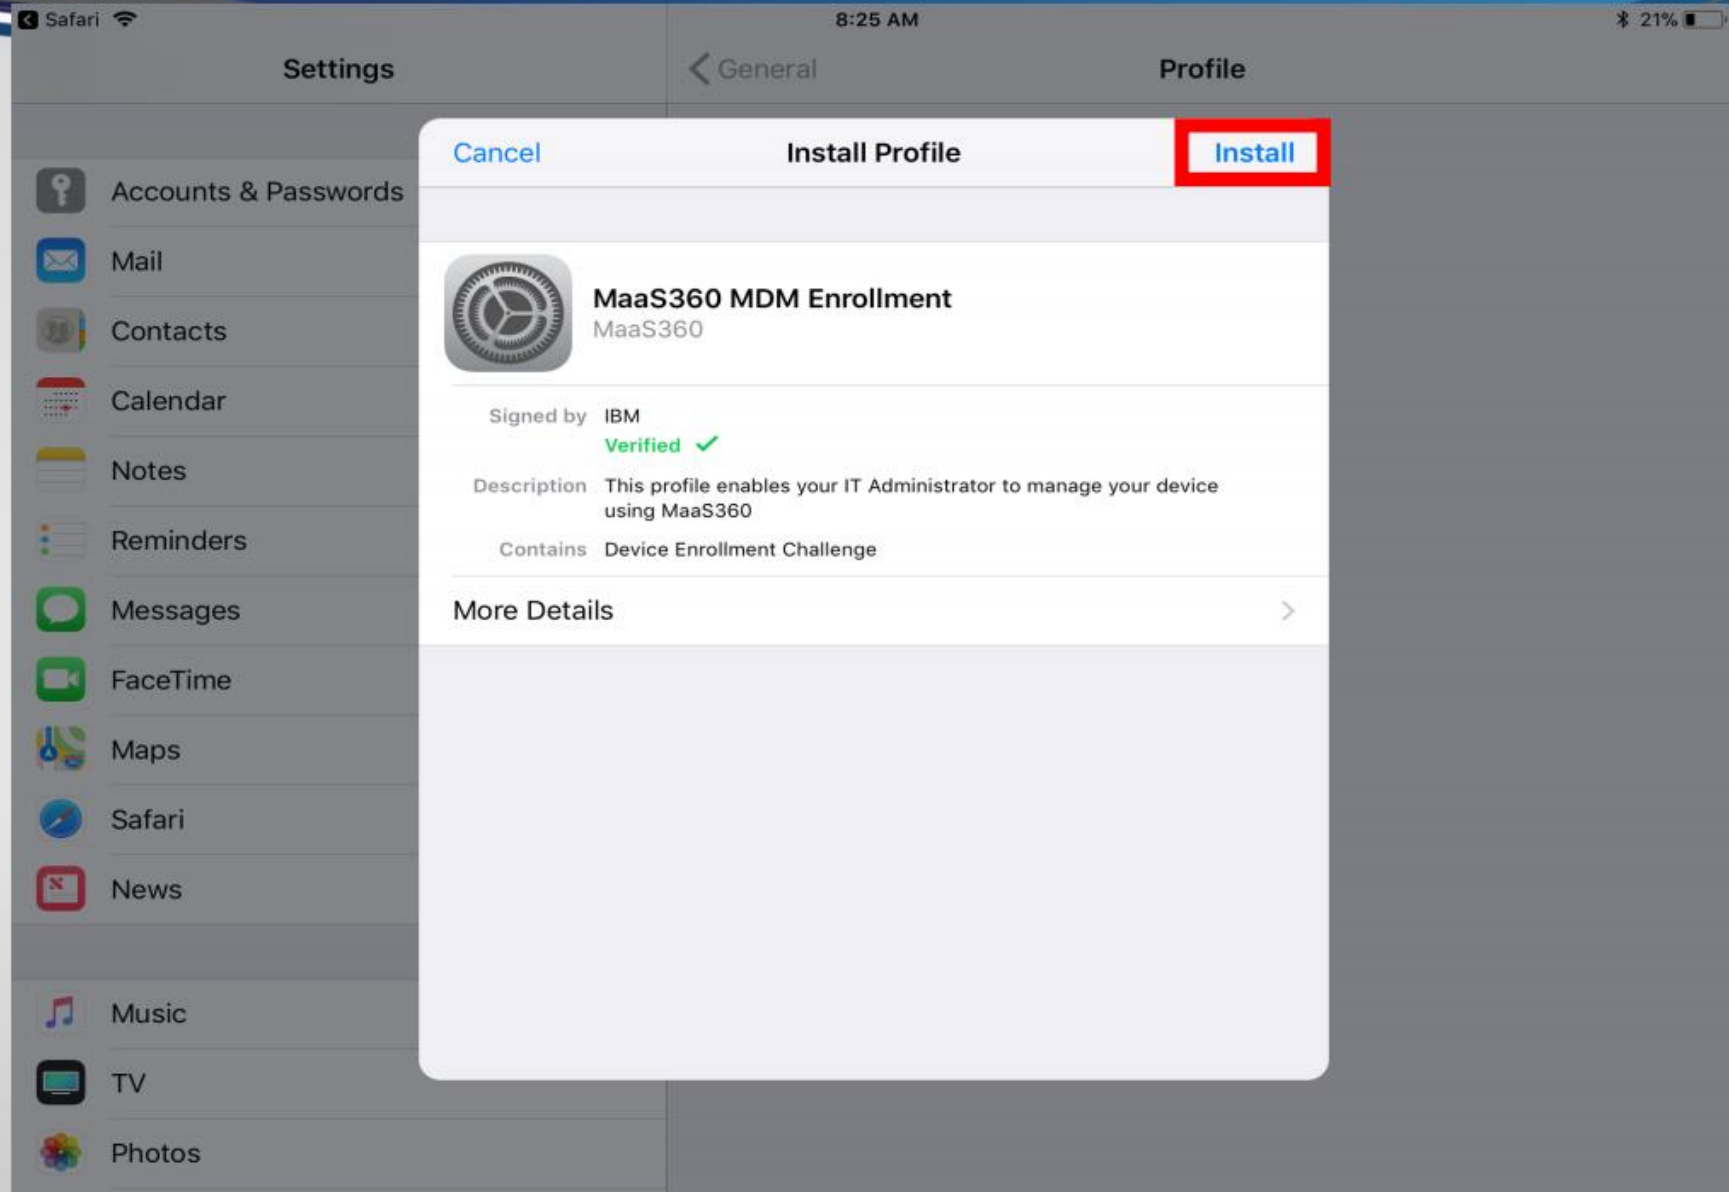 Safari 8:25 AM 21%
Settings
General Profile
Cancel Install Profile Install
Accounts & Passwords
Mail
Contacts
Calendar
Notes
Reminders
Messages
FaceTime
Maps
Safari
News
Music
TV
Photos
MaaS360 MDM Enrollment
MaaS360
Signed by IBM
Verified ✓
Description This profile enables your IT Administrator to manage your device
using MaaS360
Contains Device Enrollment Challenge
More Details